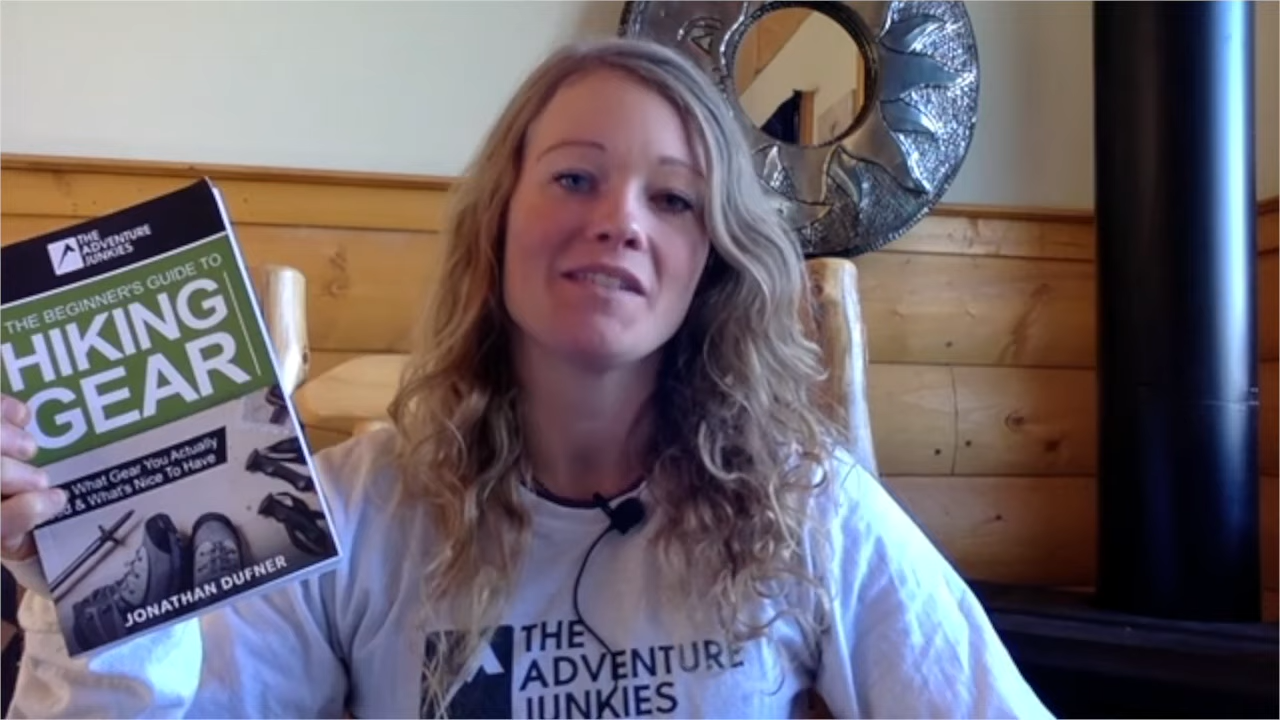 THE
ADVENTURE
JUNKIES
THE BEGINNER'S GUIDE TO
HIKING
GEAR
What Gear You Actually
& What's Nice To Have
JONATHAN DUFNER
THE
ADVENTURE
JUNKIES